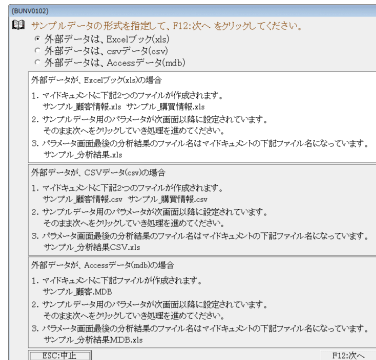 (BUNV0102)
サンプルデータの形式を指定して、F12:次へ をクリックしてください。
外部データは、Excelブック(xls)
外部データは、csvデータ(csv)
外部データは、Accessデータ(mdb)
外部データが、Excelブック(xls)の場合
1. マイドキュメントに下記2つのファイルが作成されます。
サンプル_顧客情報.xls サンプル_購買情報.xls
2. サンプルデータ用のパラメータが次画面以降に設定されています。
そのまま次へをクリックしていき処理を進めてください。
3. パラメータ画面最後の分析結果のファイル名はマイドキュメントの下記ファイル名になっています。
サンプル_分析結果.xls
外部データが、CSVデータ(csv)の場合
1. マイドキュメントに下記2つのファイルが作成されます。
サンプル_顧客情報.csv サンプル_購買情報.csv
2. サンプルデータ用のパラメータが次画面以降に設定されています。
そのまま次へをクリックしていき処理を進めてください。
3. パラメータ画面最後の分析結果のファイル名はマイドキュメントの下記ファイル名になっています。
サンプル_分析結果CSV.xls
外部データが、Accessデータ(mdb)の場合
1. マイドキュメントに下記ファイルが作成されます。
サンプル_顧客.MDB
2. サンプルデータ用のパラメータが次画面以降に設定されています。
そのまま次へをクリックしていき処理を進めてください。
3. パラメータ画面最後の分析結果のファイル名はマイドキュメントの下記ファイル名になっています。
サンプル_分析結果MDB.xls
ESC:中止 F12:次へ